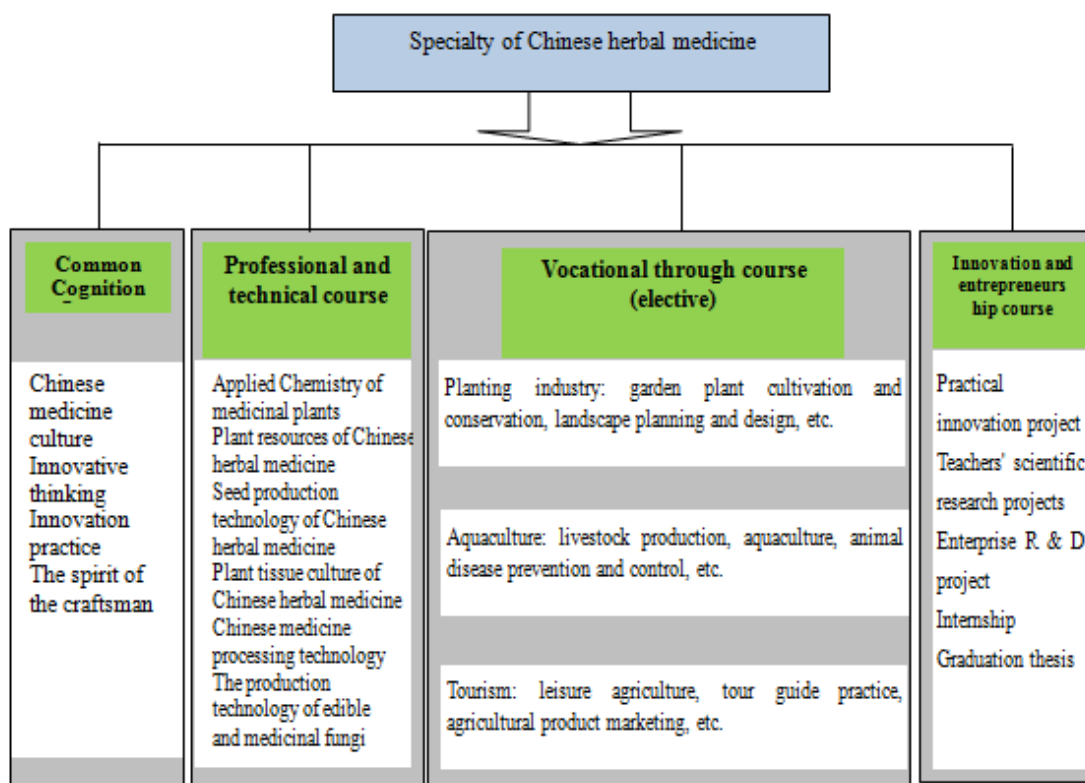 Specialty of Chinese herbal medicine
Common
Cognition
Chinese
medicine
culture
Innovative
thinking
Innovation
practice
The spirit of
the craftsman
Professional and
technical course
Applied Chemistry of
medicinal plants
Plant resources of Chinese
herbal medicine
Seed production
technology of Chinese
herbal medicine
Plant tissue culture of
Chinese herbal medicine
Chinese medicine
processing technology
The production
technology of edible
and medicinal fungi
Vocational through course
(elective)
Planting industry: garden plant cultivation and
conservation, landscape planning and design, etc.
Aquaculture: livestock production, aquaculture, animal
disease prevention and control, etc.
Tourism: leisure agriculture, tour guide practice,
agricultural product marketing, etc.
Innovation and
entrepreneurs
hip course
Practical
innovation project
Teachers' scientific
research projects
Enterprise R & D
project
Internship
Graduation thesis